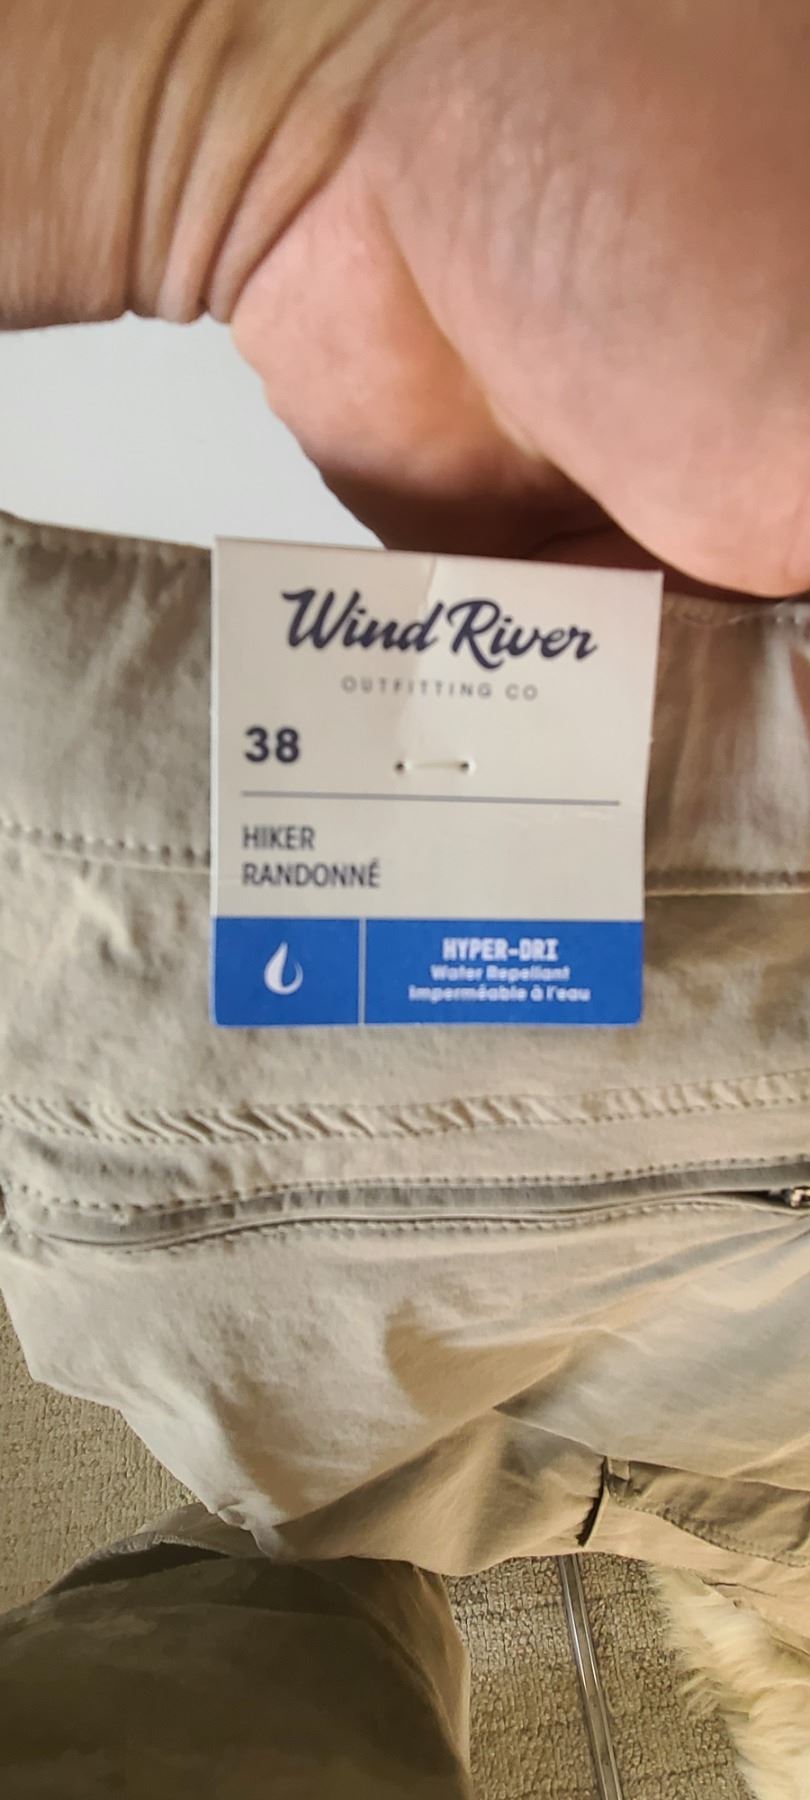 Wind River
OUTFITTING CO
38
HIKER
RANDONNÉ
HYPER-DRI
Water Repellant
Imperméable à l'eau